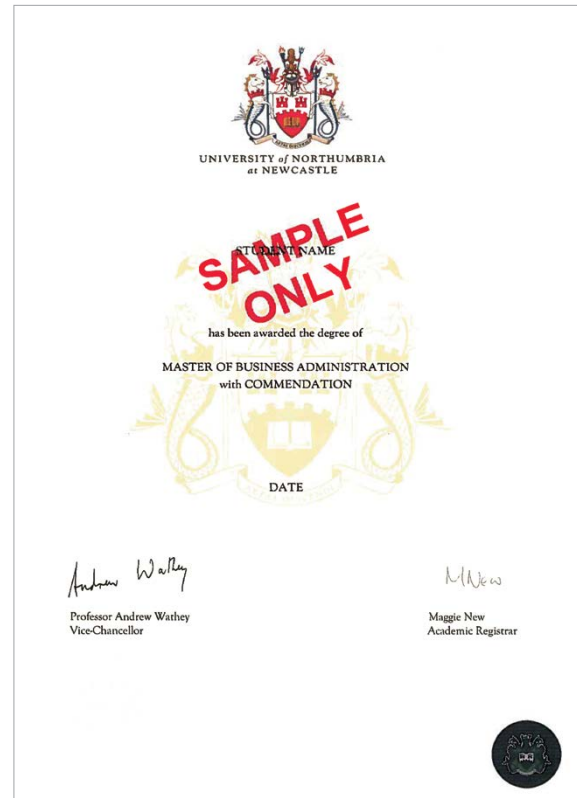 UNIVERSITY of NORTHUMBRIA
at NEWCASTLE
STUDENT NAME
SAMPLE
ONLY
has been awarded the degree of
MASTER OF BUSINESS ADMINISTRATION
with COMMENDATION
DATE
Andrew Wathey
MNew
Professor Andrew Wathey
Vice-Chancellor
Maggie New
Academic Registrar